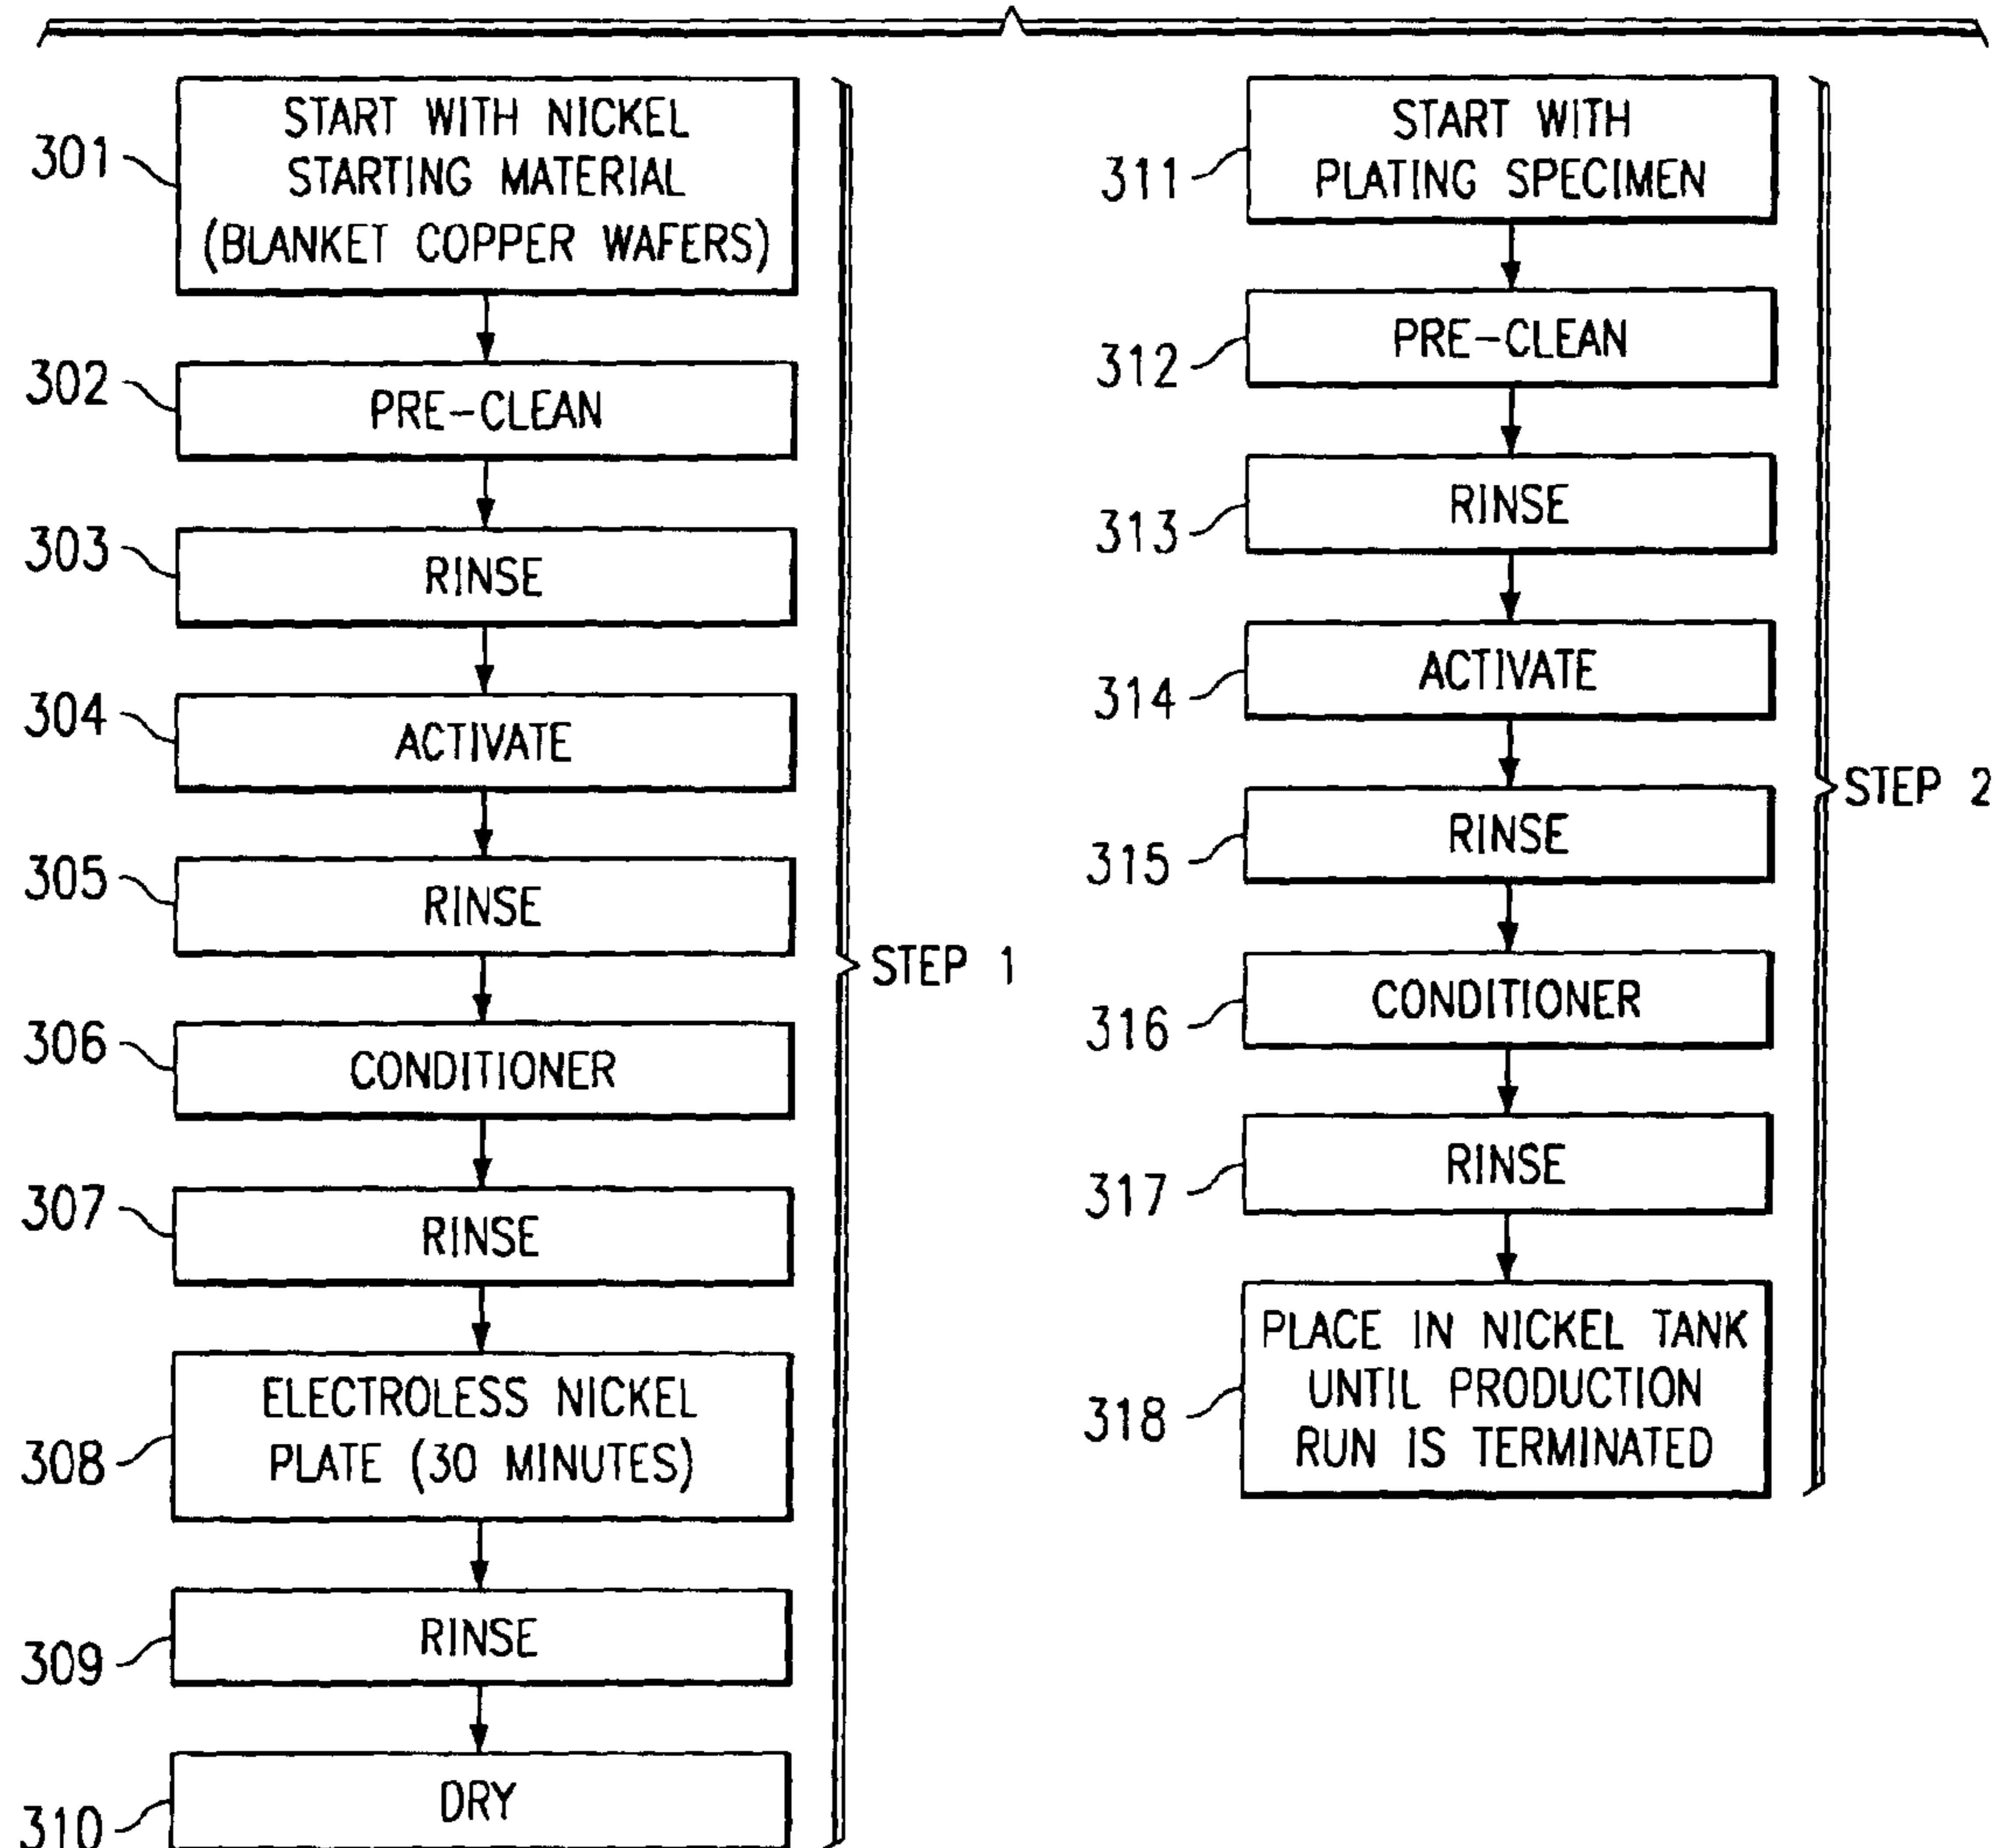 301
START WITH NICKEL
STARTING MATERIAL
(BLANKET COPPER WAFERS)
302
PRE-CLEAN
303
RINSE
304
ACTIVATE
305
RINSE
306
CONDITIONER
307
RINSE
308
ELECTROLESS NICKEL
PLATE (30 MINUTES)
309
RINSE
310
DRY
STEP 1
311
START WITH
PLATING SPECIMEN
312
PRE-CLEAN
313
RINSE
314
ACTIVATE
315
RINSE
316
CONDITIONER
317
RINSE
318
PLACE IN NICKEL TANK
UNTIL PRODUCTION
RUN IS TERMINATED
STEP 2